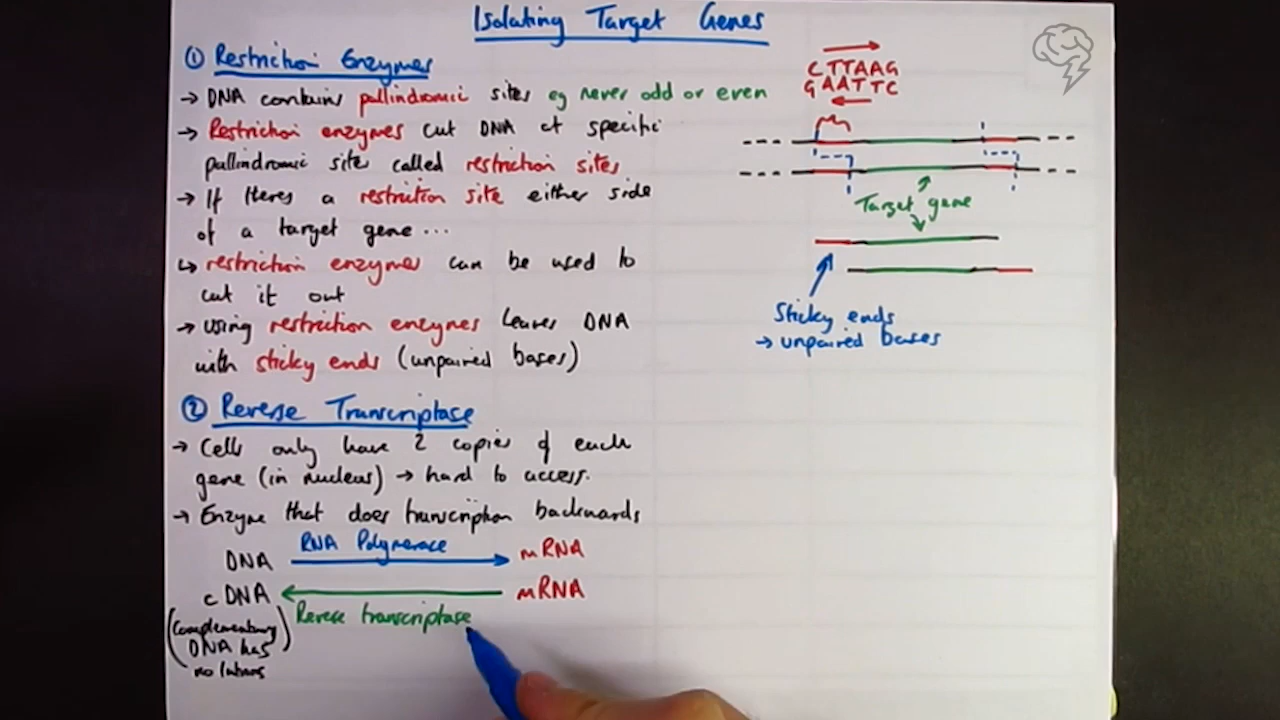 Isolating Target Genes
① Restriction Enzymes
→ DNA contains pallindromic sites eg never odd or even
→ Restriction enzymes cut DNA at specific
pallindromic site called restriction sites
→ If theres a restriction site either side
of a target gene ...
↳ restriction enzymes can be used to
cut it out
→ using restriction enzymes leaves DNA
with sticky ends (unpaired bases)
② Reverse Transcriptase
→ Cells only have 2 copies of each
gene (in nucleus) → hard to access.
→ Enzyme that does transcription backwards
DNA RNA Polymerase mRNA
cDNA mRNA
Reverse transcriptase
(complementary
DNA has
no introns)
CTTAAG
GAATTC
Target gene
Sticky ends
→ unpaired bases